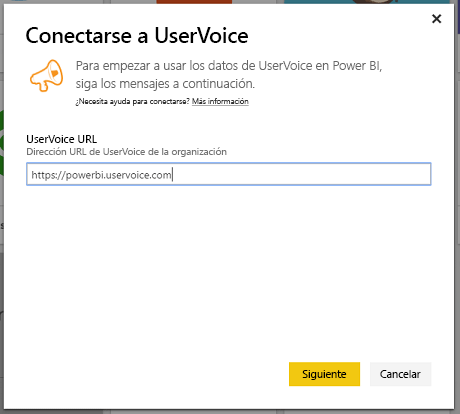 Conectarse a UserVoice
Para empezar a usar los datos de UserVoice en Power BI,
siga los mensajes a continuación.
¿Necesita ayuda para conectarse? Más información
UserVoice URL
Dirección URL de UserVoice de la organización
https://powerbi.uservoice.com
Siguiente
Cancelar